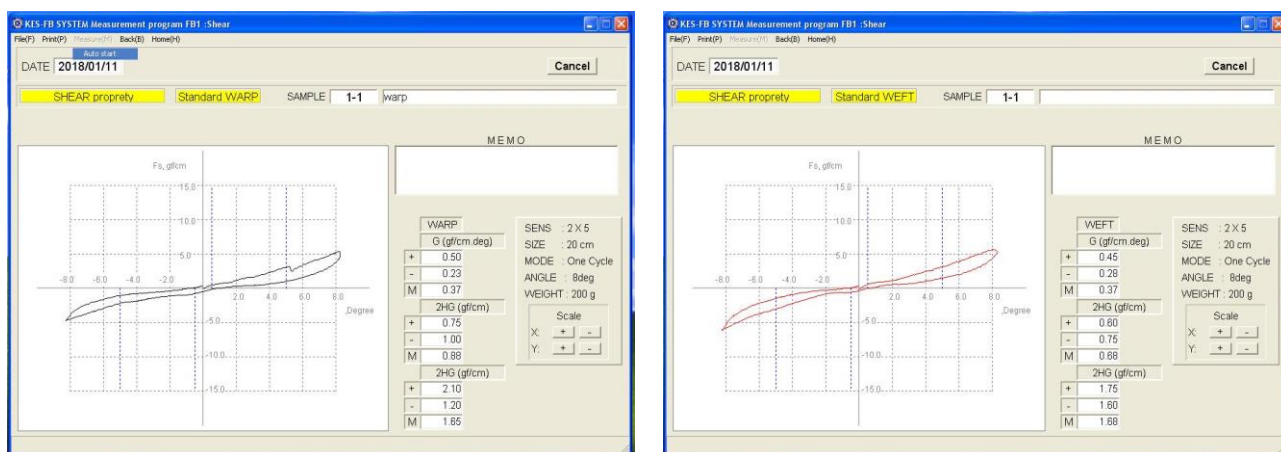 KES-FB SYSTEM Measurement program FB1 :Shear
File(F) Print(P) Measure(M) Back(B) Home(H)
Auto start
DATE 2018/01/11
Cancel
SHEAR proprety Standard WARP SAMPLE 1-1 warp
MEMO
Fs, gf/cm
15.0
10.0
5.0
-8.0 -6.0 -4.0 -2.0
2.0 4.0 6.0 8.0
,Degree
-5.0
-10.0
-15.0
WARP
G (gf/cm.deg)
+ 0.50
- 0.23
M 0.37
2HG (gf/cm)
+ 0.75
- 1.00
M 0.88
2HG (gf/cm)
+ 2.10
- 1.20
M 1.65
SENS : 2 X 5
SIZE : 20 cm
MODE : One Cycle
ANGLE : 8deg
WEIGHT : 200 g
Scale
X: + -
Y: + -
KES-FB SYSTEM Measurement program FB1 :Shear
File(F) Print(P) Measure(M) Back(B) Home(H)
DATE 2018/01/11
Cancel
SHEAR proprety Standard WEFT SAMPLE 1-1
MEMO
Fs, gf/cm
15.0
10.0
5.0
-8.0 -6.0 -4.0 -2.0
2.0 4.0 6.0 8.0
,Degree
-5.0
-10.0
-15.0
WEFT
G (gf/cm.deg)
+ 0.45
- 0.28
M 0.37
2HG (gf/cm)
+ 0.60
- 0.75
M 0.68
2HG (gf/cm)
+ 1.75
- 1.60
M 1.68
SENS : 2 X 5
SIZE : 20 cm
MODE : One Cycle
ANGLE : 8deg
WEIGHT : 200 g
Scale
X: + -
Y: + -